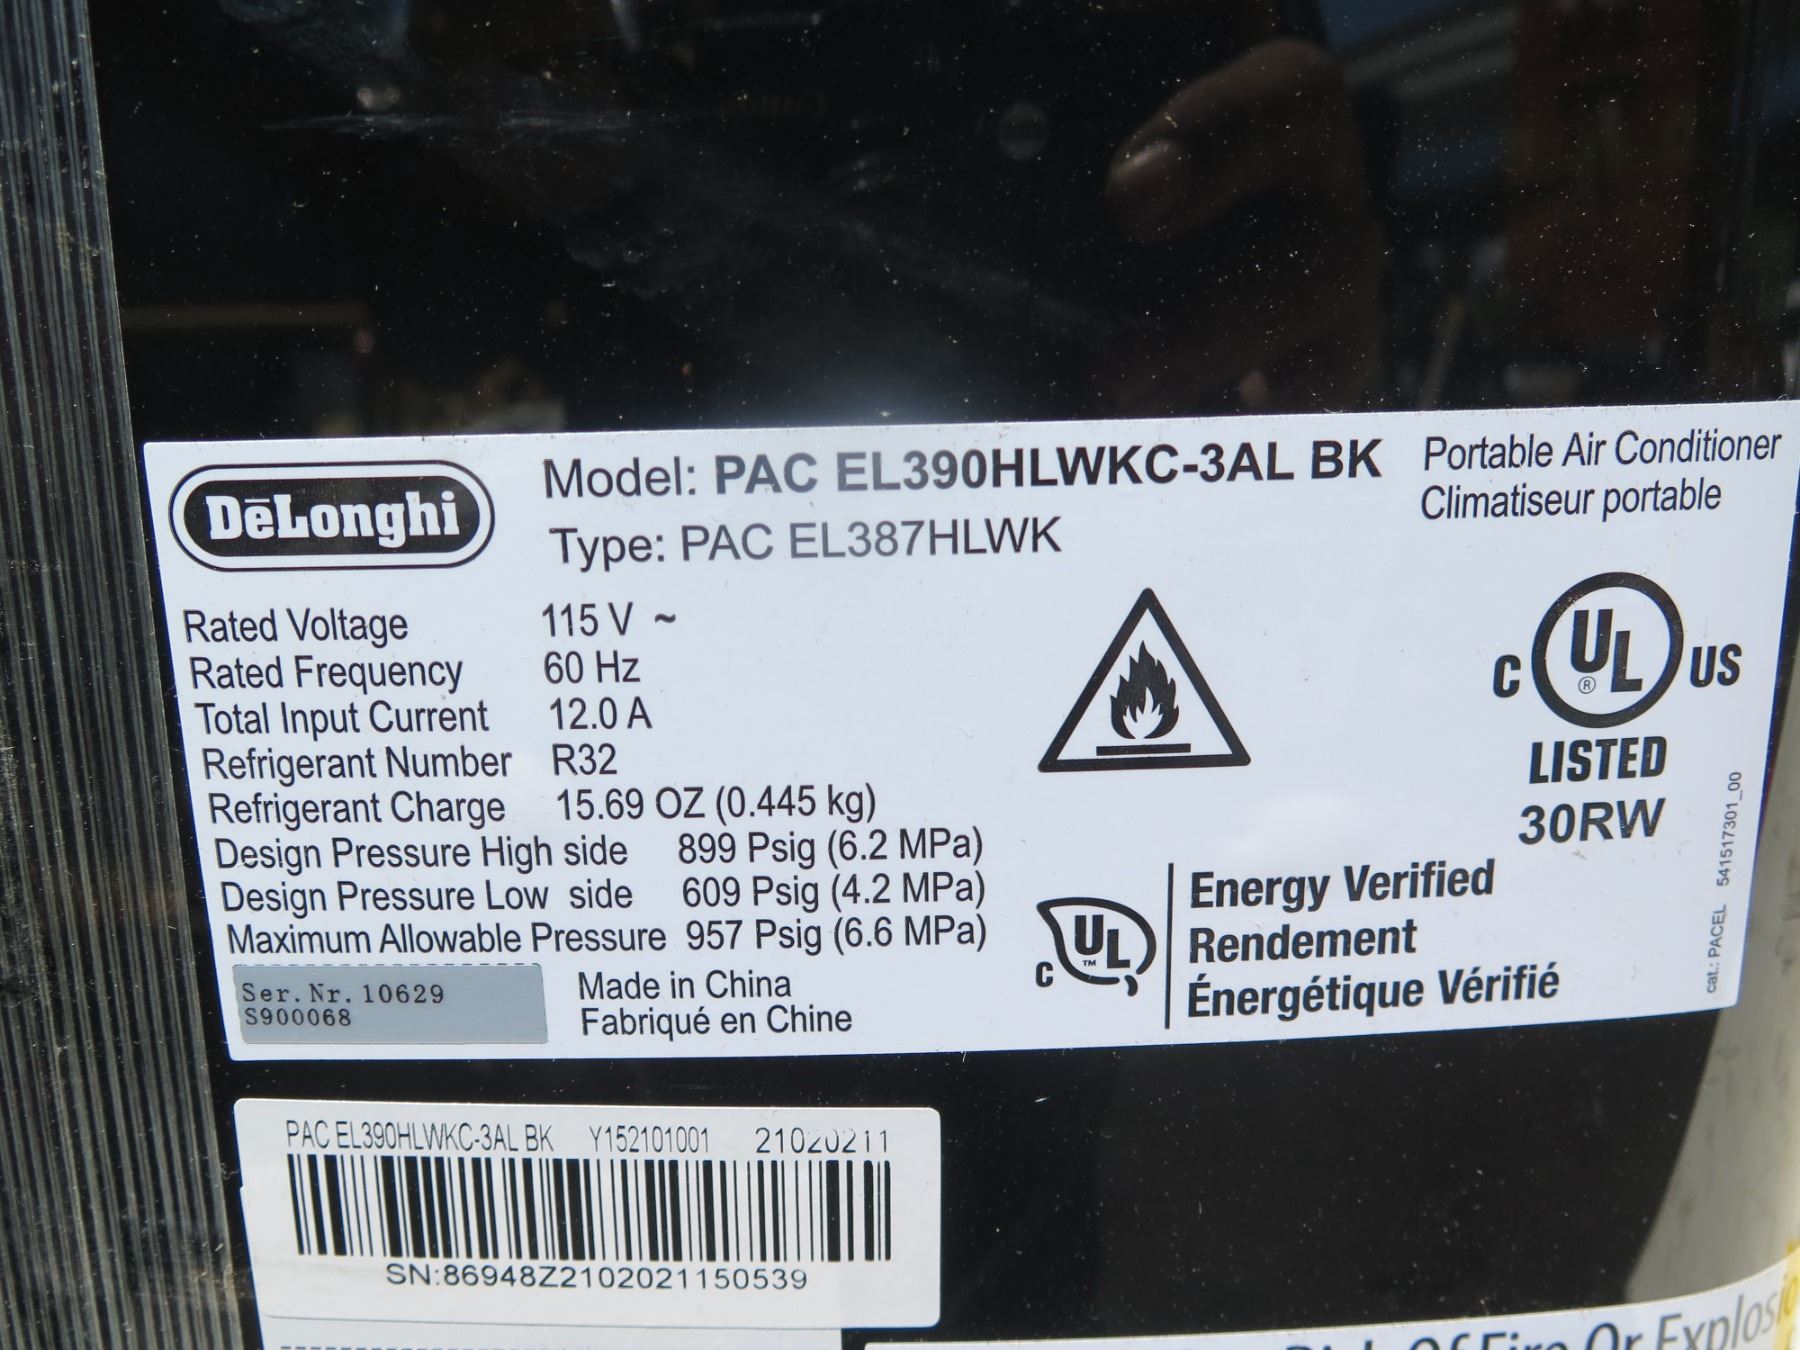 DeLonghi
Model: PAC EL390HLWKC-3AL BK
Type: PAC EL387HLWK
Portable Air Conditioner
Climatiseur portable
Rated Voltage 115 V ~
Rated Frequency 60 Hz
Total Input Current 12.0 A
Refrigerant Number R32
Refrigerant Charge 15.69 OZ (0.445 kg)
Design Pressure High side 899 Psig (6.2 MPa)
Design Pressure Low side 609 Psig (4.2 MPa)
Maximum Allowable Pressure 957 Psig (6.6 MPa)
Ser.Nr. 10629
S900068
Made in China
Fabriqué en Chine
C UL ® US
LISTED
30RW
C UL ™
Energy Verified
Rendement
Énergétique Vérifié
cat.: PACEL 541517301_00
PAC EL390HLWKC-3AL BK Y152101001 21020211
SN:86948Z2102021150539
Of Fire Or Explosio